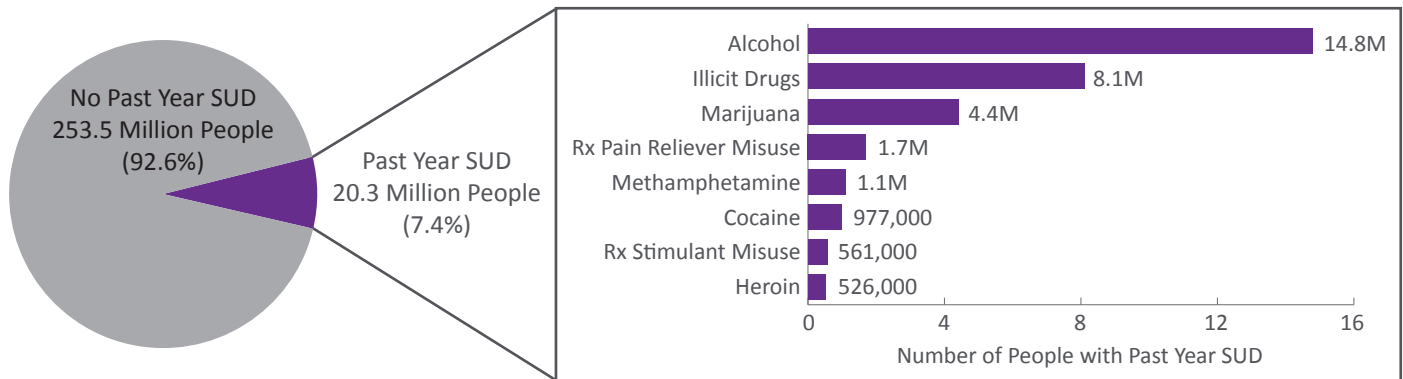 No Past Year SUD
253.5 Million People
(92.6%)
Past Year SUD
20.3 Million People
(7.4%)
Alcohol 14.8M
Illicit Drugs 8.1M
Marijuana 4.4M
Rx Pain Reliever Misuse 1.7M
Methamphetamine 1.1M
Cocaine 977,000
Rx Stimulant Misuse 561,000
Heroin 526,000
0 4 8 12 16
Number of People with Past Year SUD